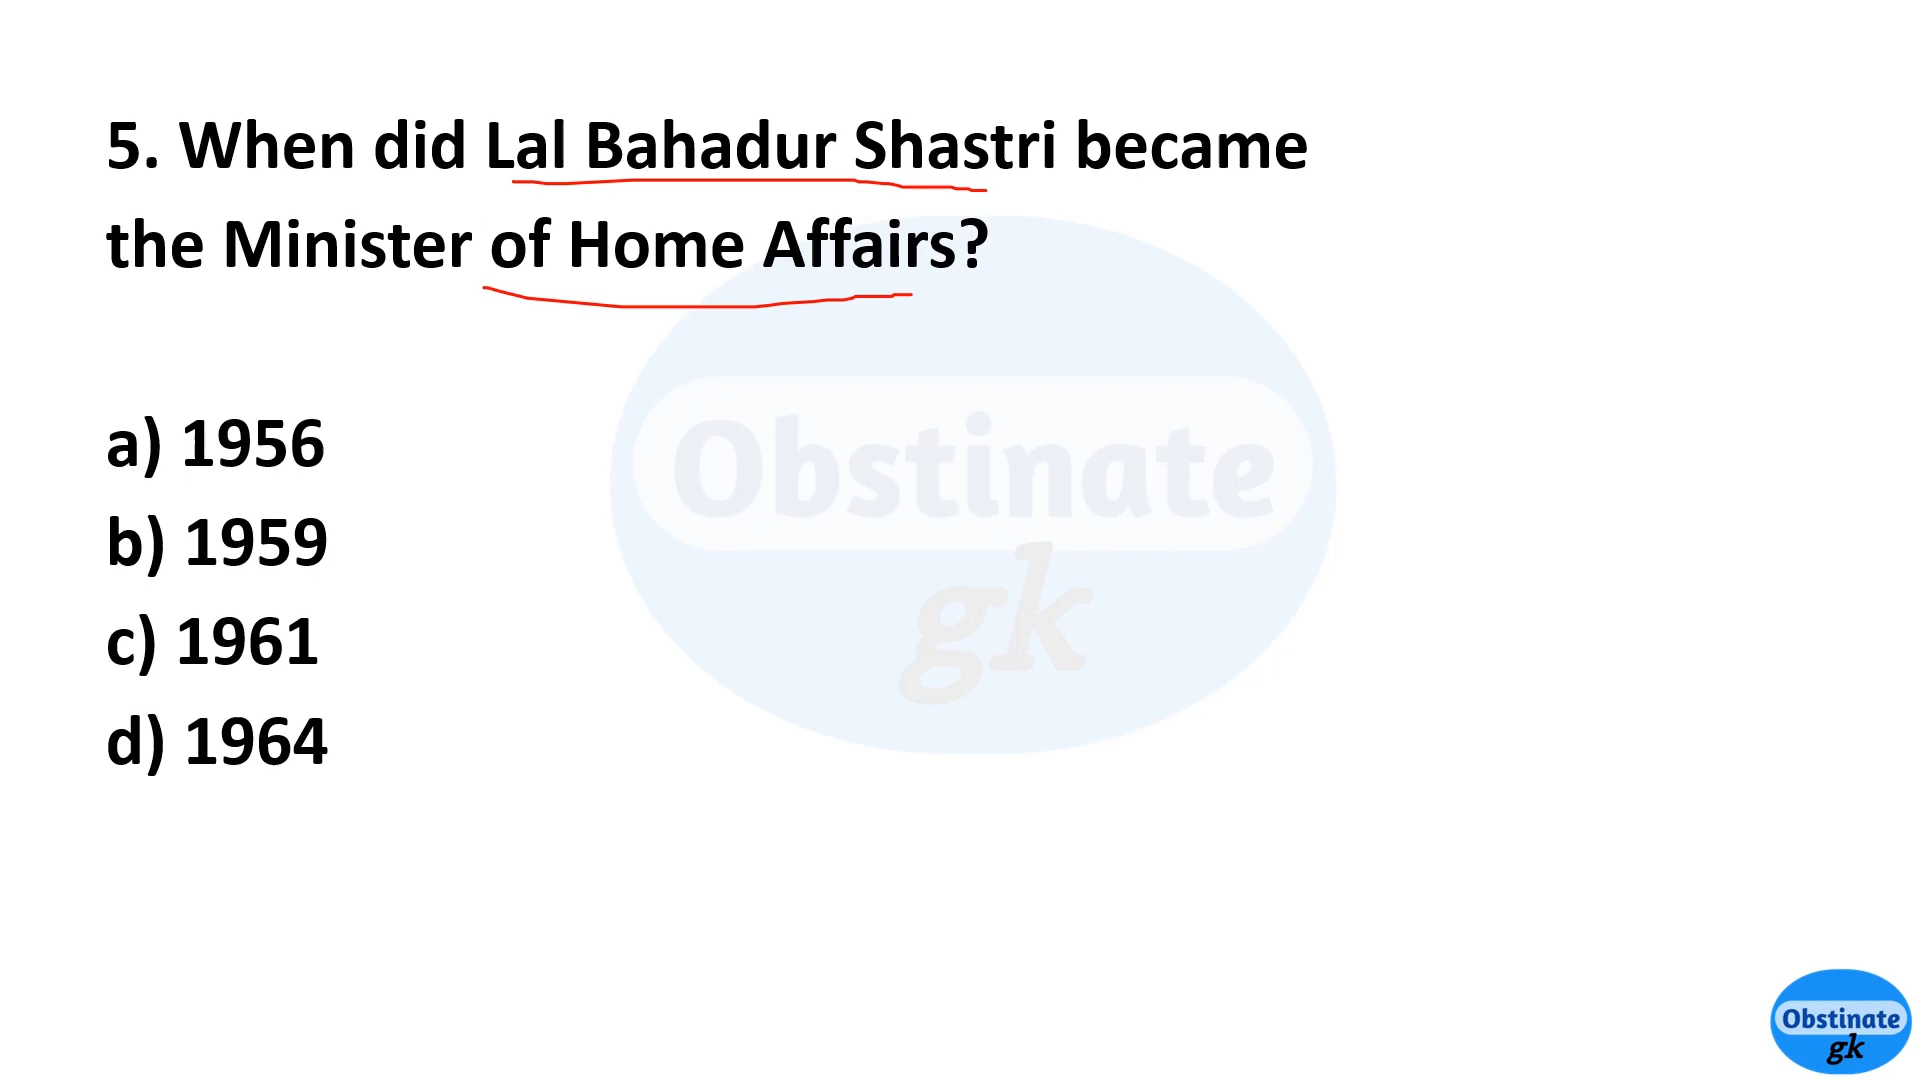 5. When did Lal Bahadur Shastri became
the Minister of Home Affairs?
a) 1956
b) 1959
c) 1961
d) 1964
Obstinate
gk
Obstinate
gk